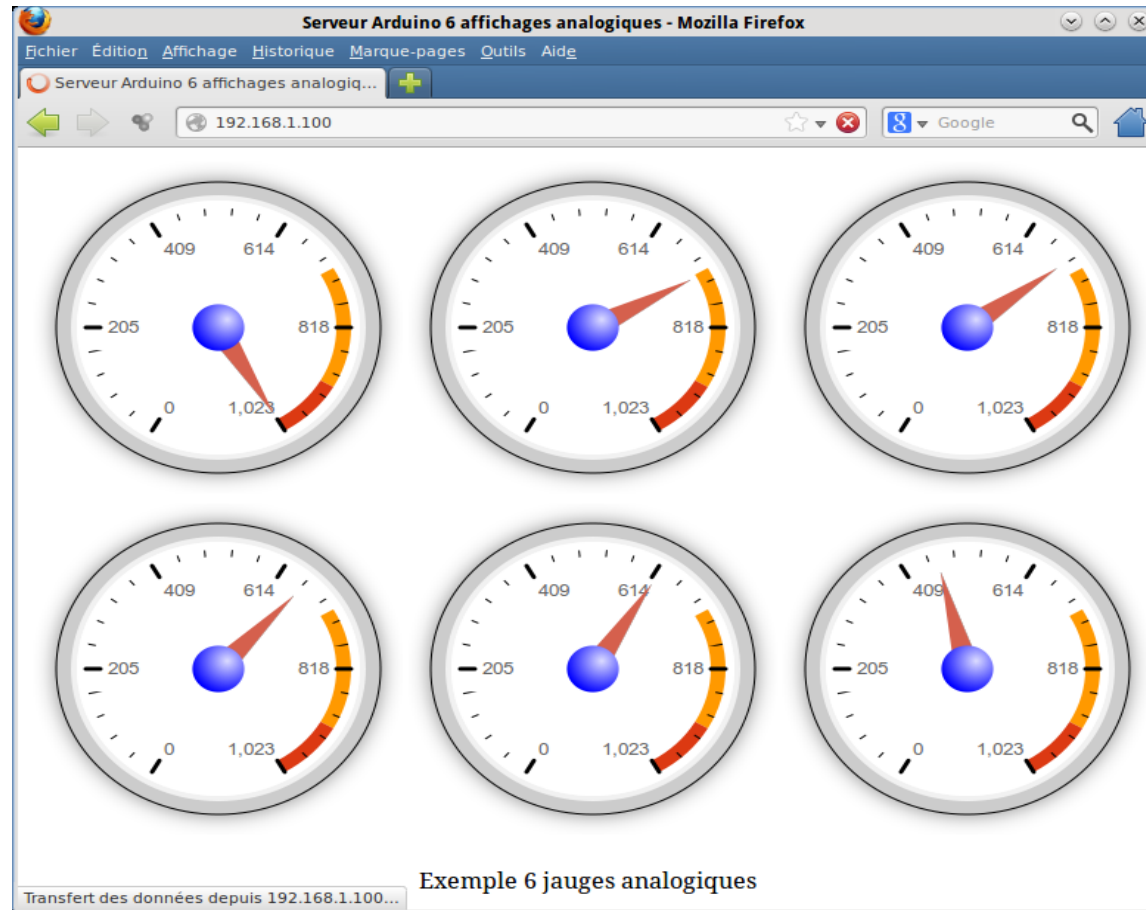 Serveur Arduino 6 affichages analogiques - Mozilla Firefox
Fichier Édition Affichage Historique Marque-pages Outils Aide
Serveur Arduino 6 affichages analogiq...
192.168.1.100
8 Google
409 614 409 614 409 614
205 818 205 818 205 818
0 1,023 0 1,023 0 1,023
409 614 409 614 409 614
205 818 205 818 205 818
0 1,023 0 1,023 0 1,023
Exemple 6 jauges analogiques
Transfert des données depuis 192.168.1.100...